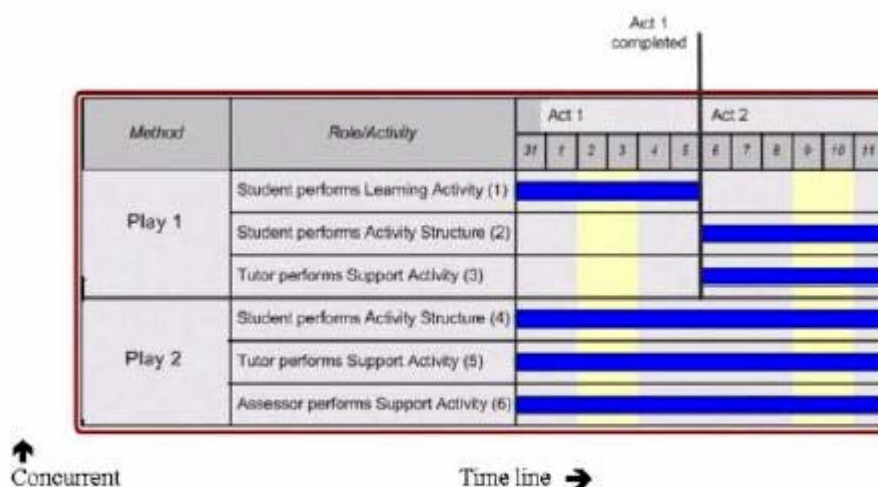 Act 1
completed
Method
Role/Activity
Act 1
Act 2
31 1 2 3 4 5 6 7 8 9 10 11
Play 1
Student performs Learning Activity (1)
Student performs Activity Structure (2)
Tutor performs Support Activity (3)
Play 2
Student performs Activity Structure (4)
Tutor performs Support Activity (5)
Assessor performs Support Activity (6)
Concurrent
Time line